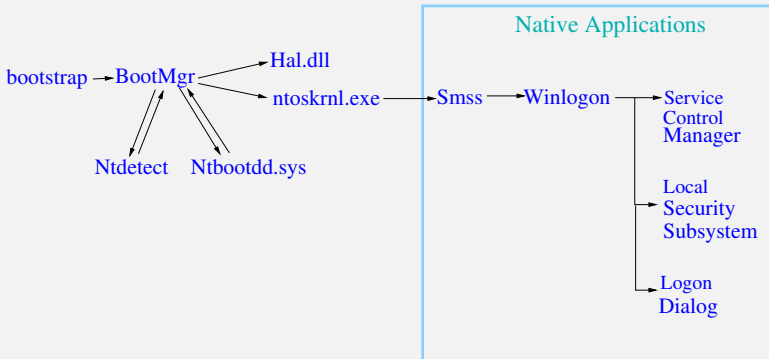 Native Applications
bootstrap
BootMgr
Hal.dll
ntoskrnl.exe
Smss
Winlogon
Service
Control
Manager
Ntdetect
Ntbootdd.sys
Local
Security
Subsystem
Logon
Dialog